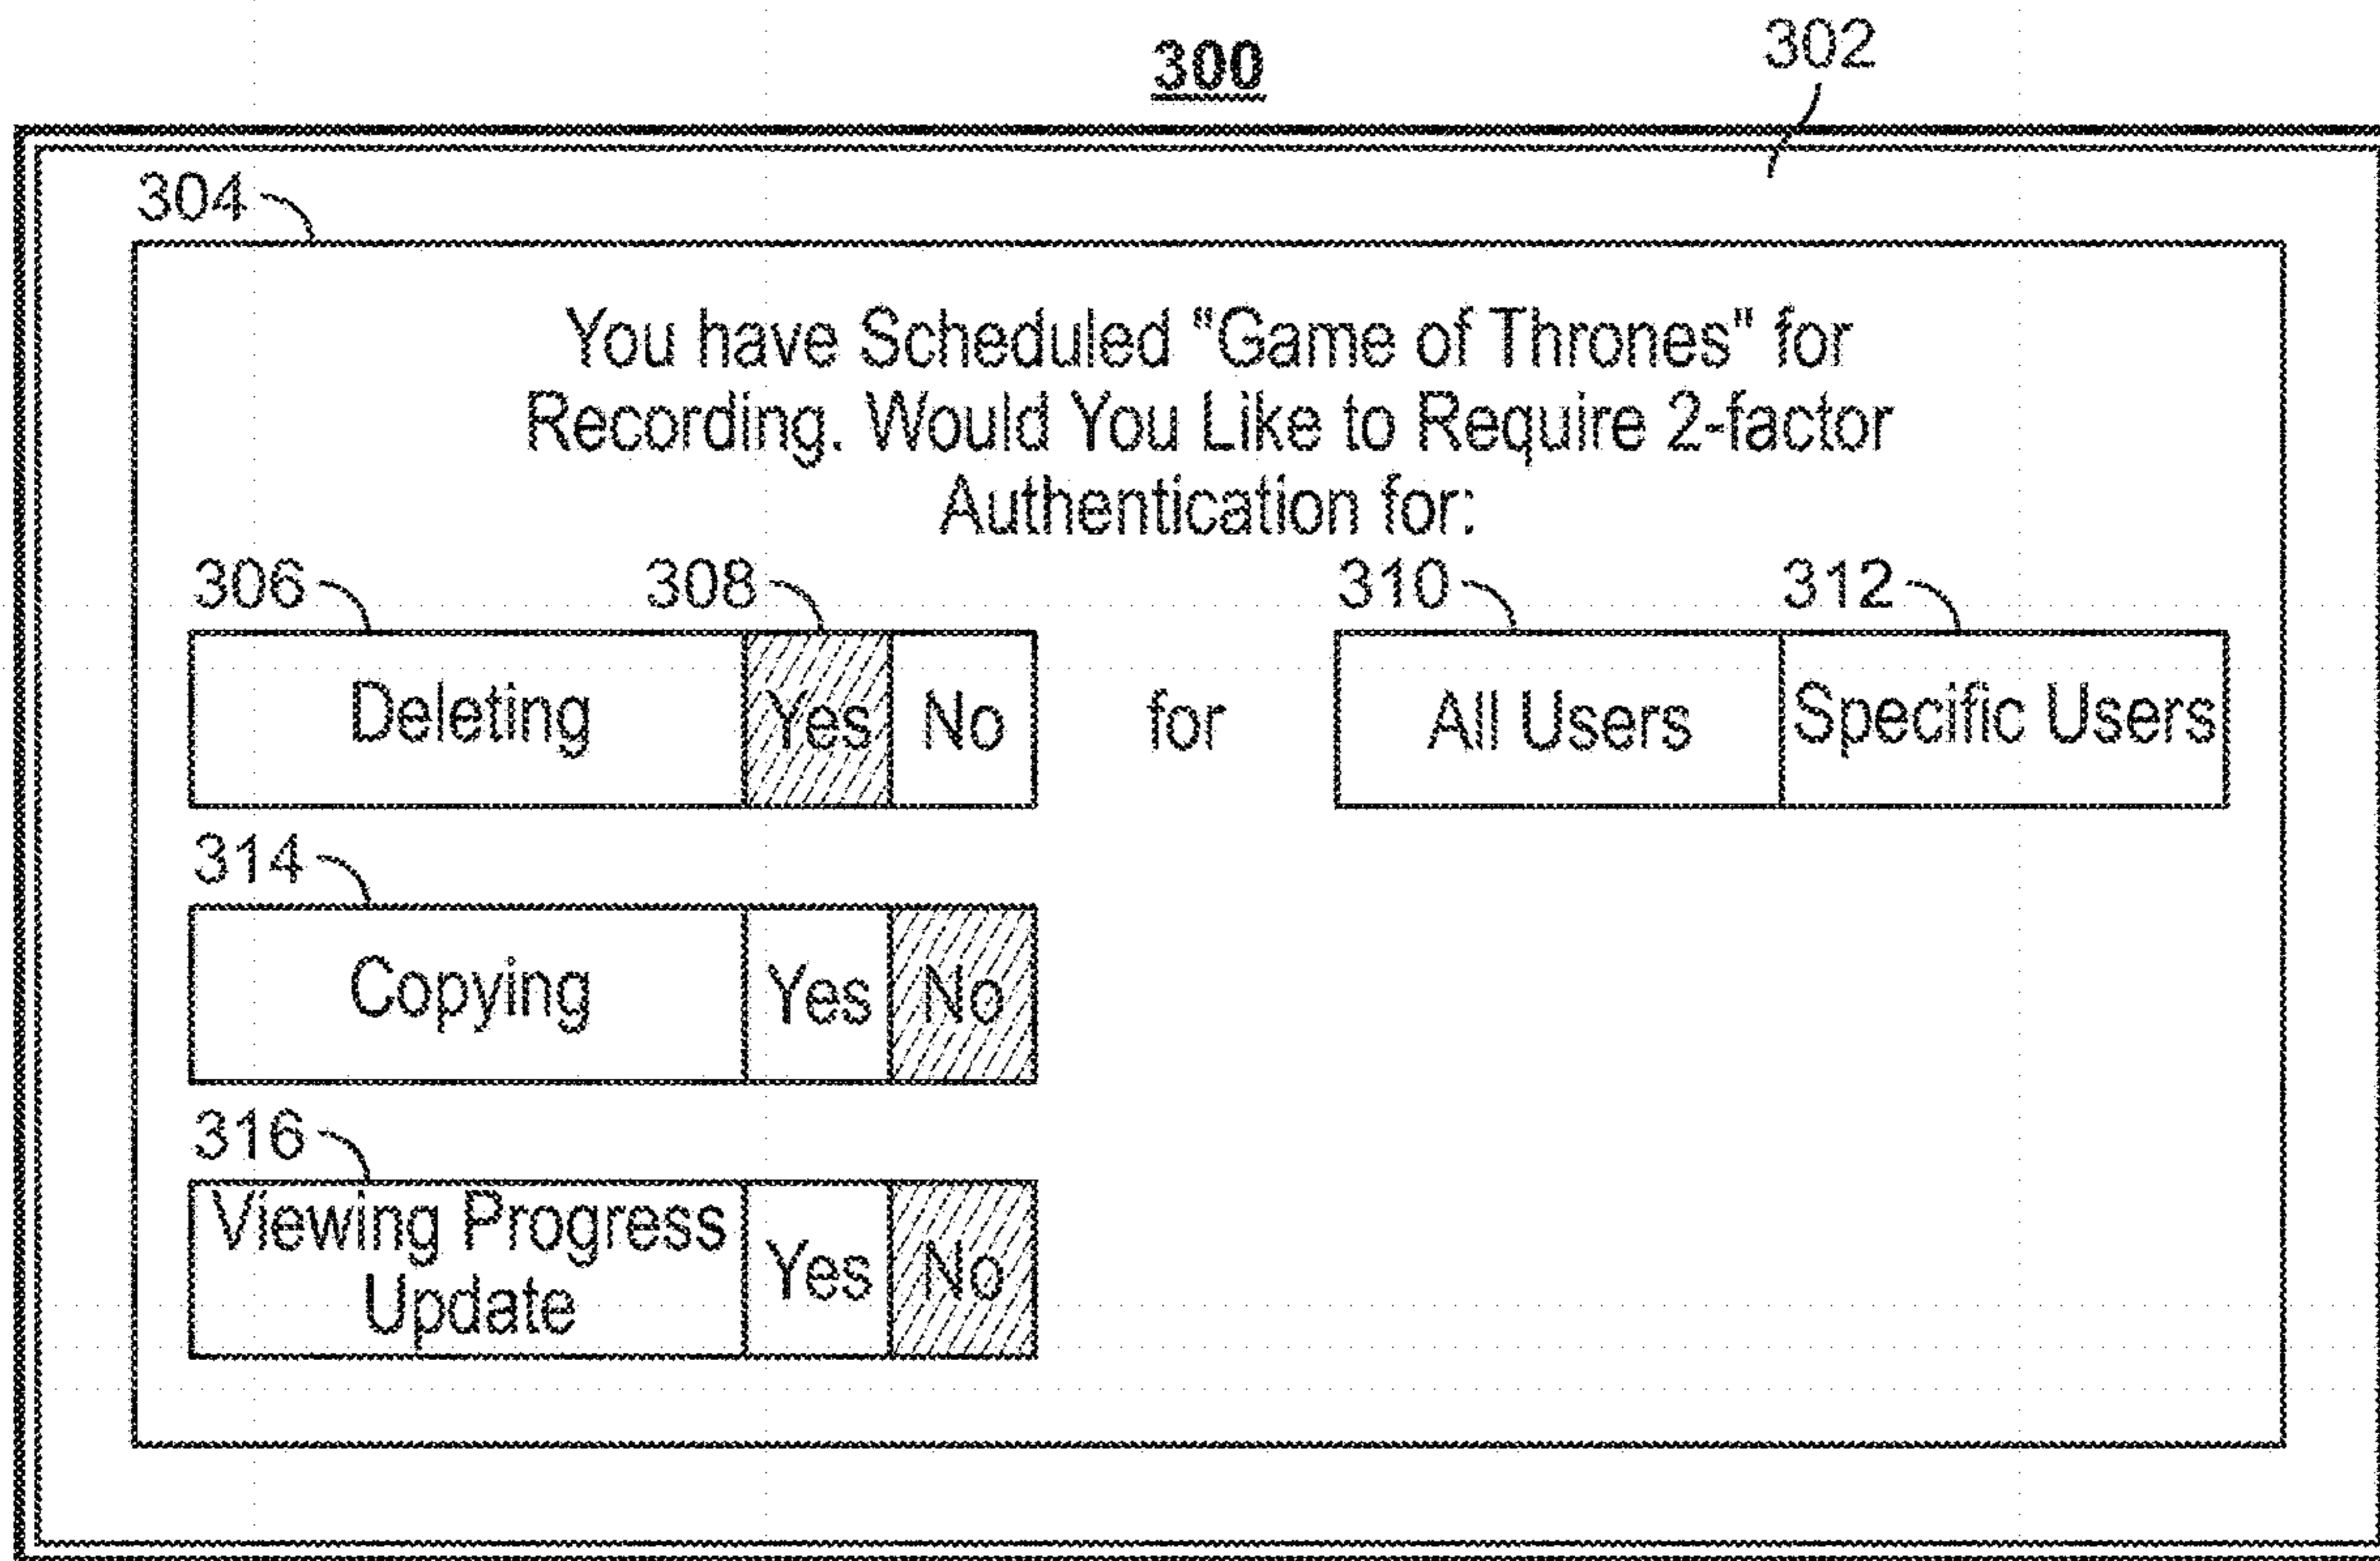 300
302
304
You have Scheduled "Game of Thrones" for
Recording. Would You Like to Require 2-factor
Authentication for:
306 308 310 312
Deleting Yes No for All Users Specific Users
314
Copying Yes No
316
Viewing Progress
Update Yes No